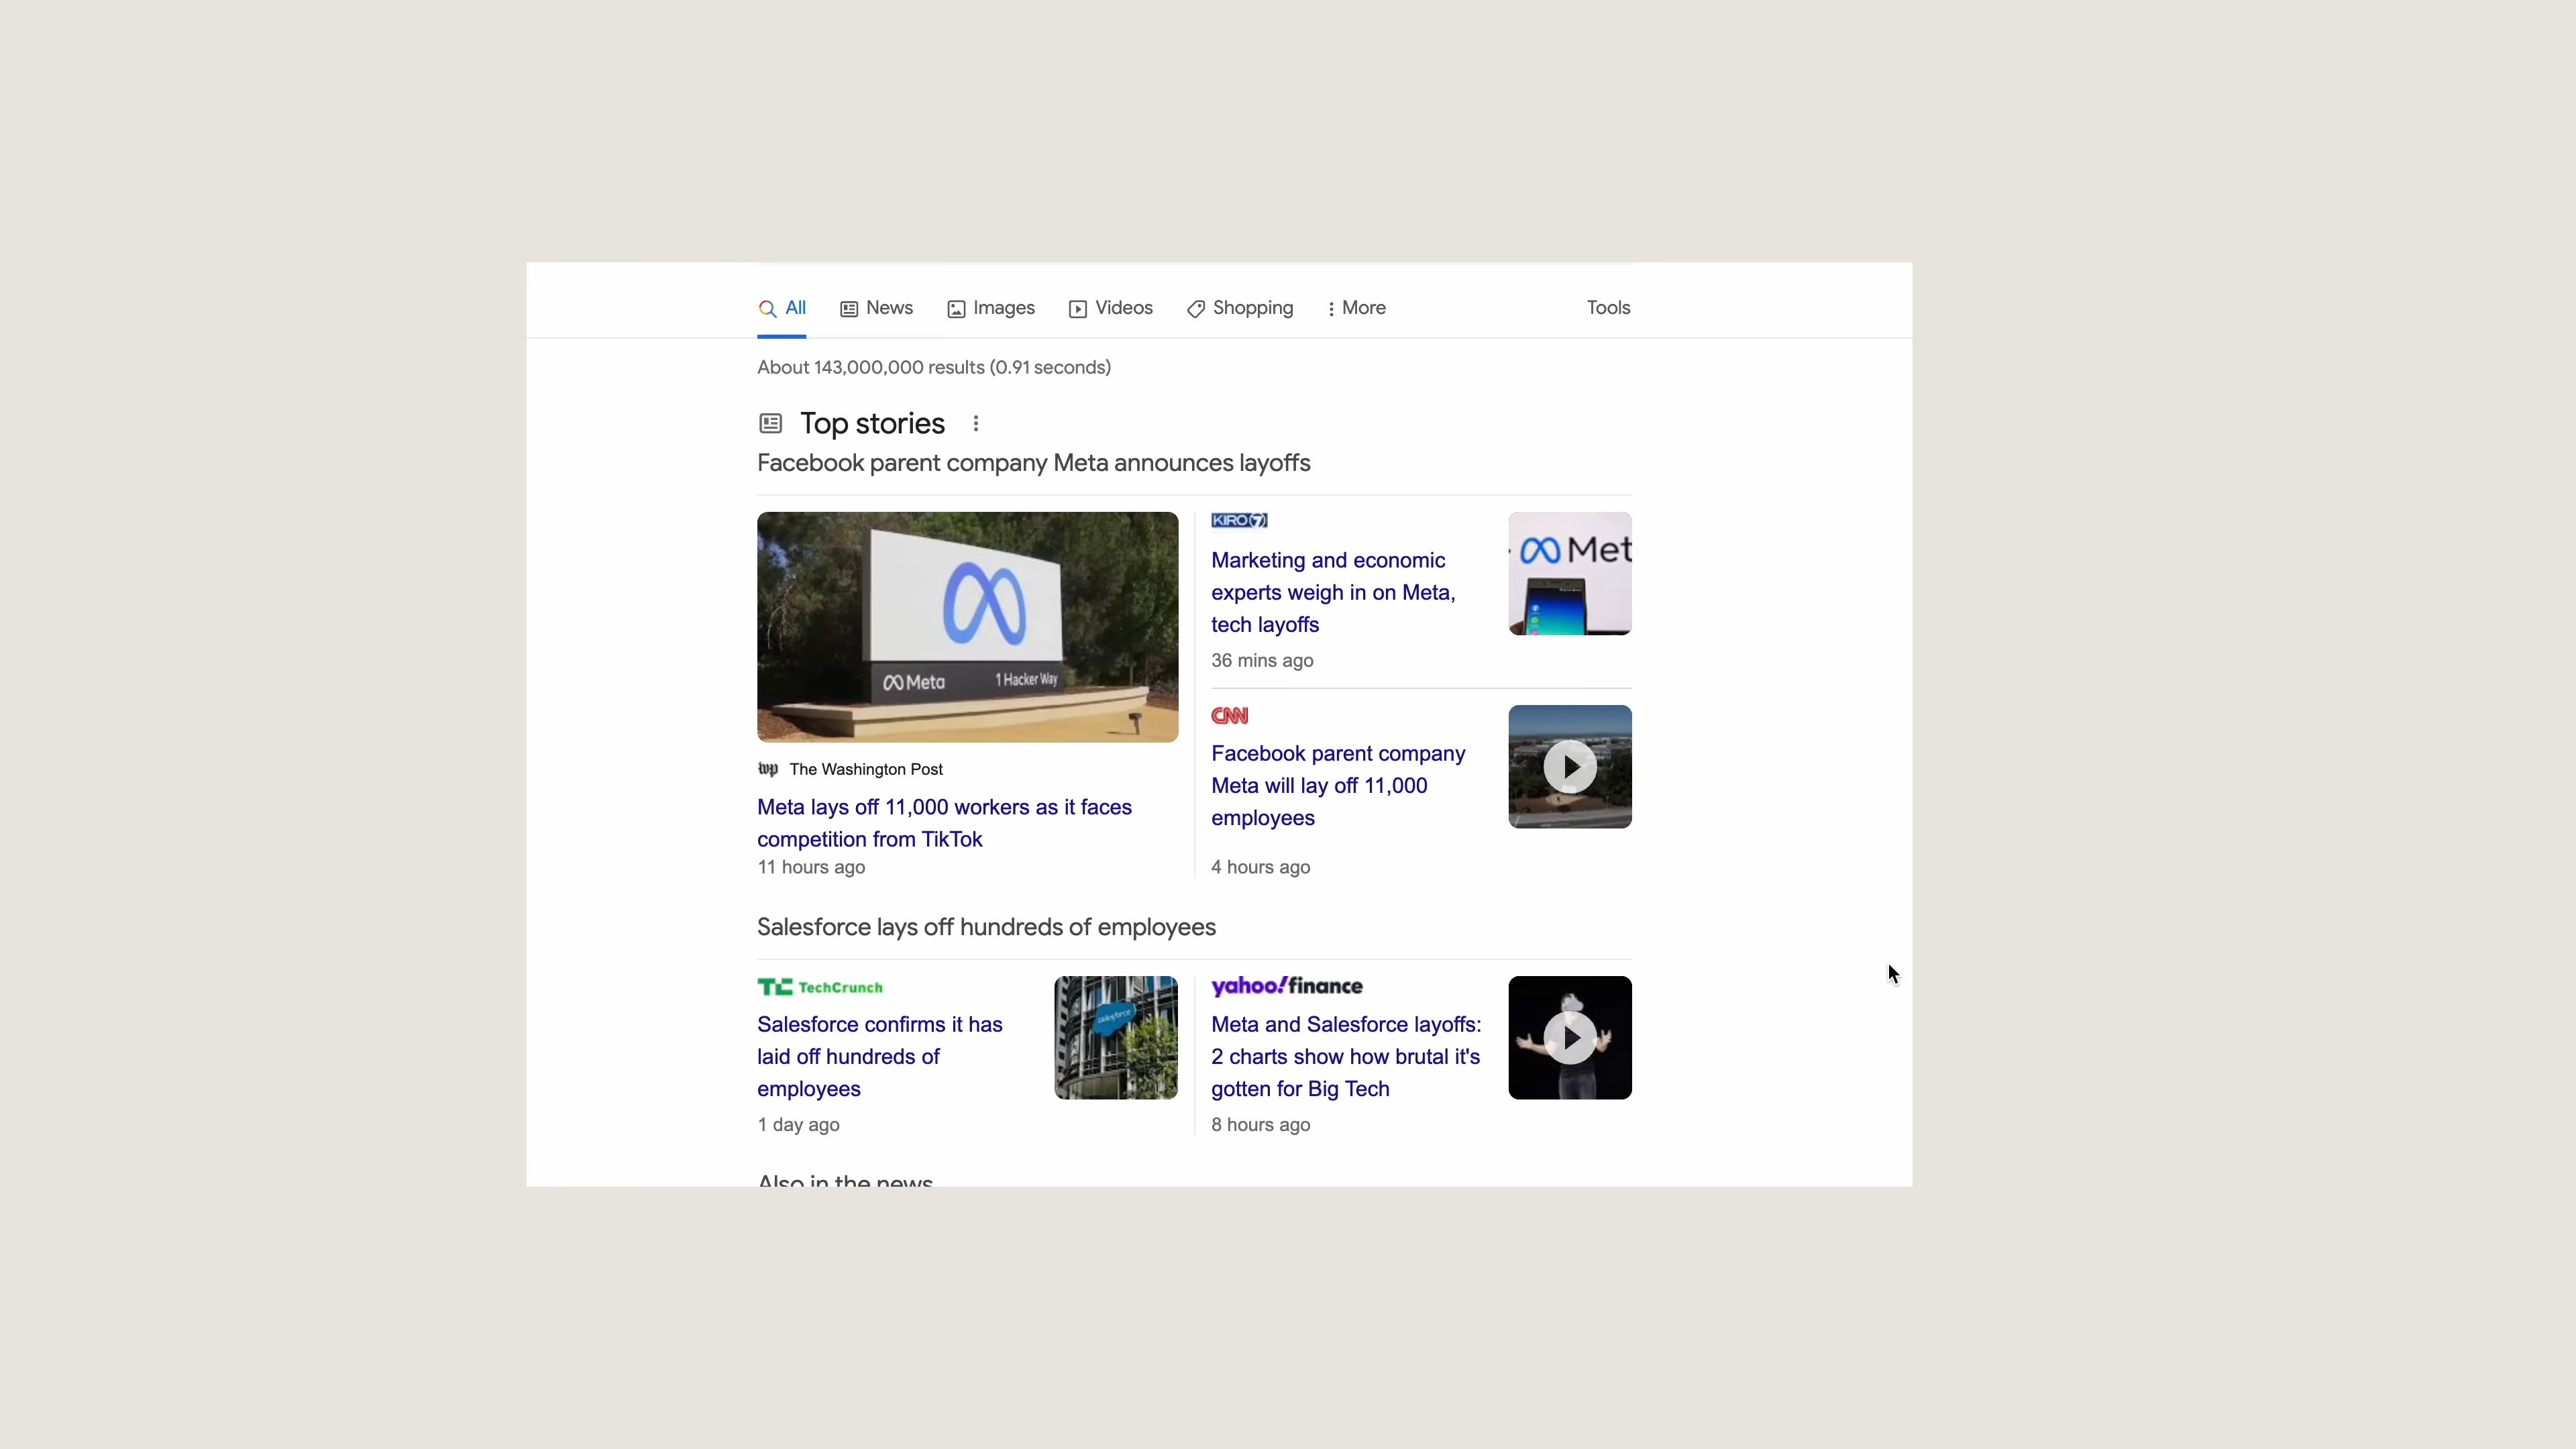 All News Images Videos Shopping More Tools
About 143,000,000 results (0.91 seconds)
Top stories
Facebook parent company Meta announces layoffs
Meta 1 Hacker Way
wp The Washington Post
Meta lays off 11,000 workers as it faces
competition from TikTok
11 hours ago
KIRO 7
Marketing and economic
experts weigh in on Meta,
tech layoffs
36 mins ago
Met
CNN
Facebook parent company
Meta will lay off 11,000
employees
4 hours ago
Salesforce lays off hundreds of employees
TC TechCrunch
Salesforce confirms it has
laid off hundreds of
employees
1 day ago
salesforce
yahoo!finance
Meta and Salesforce layoffs:
2 charts show how brutal it's
gotten for Big Tech
8 hours ago
Also in the news